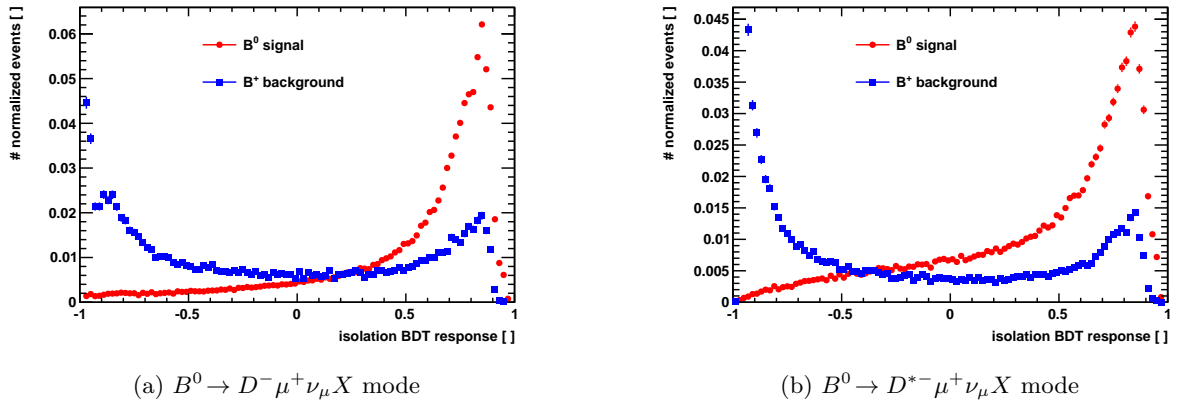 # normalized events [ ]
0.06
0.05
0.04
0.03
0.02
0.01
0
B⁰ signal
B⁺ background
-1
-0.5
0
0.5
1
isolation BDT response [ ]
(a) B⁰ → D⁻μ⁺ν_μX mode
# normalized events [ ]
0.045
0.04
0.035
0.03
0.025
0.02
0.015
0.01
0.005
0
B⁰ signal
B⁺ background
-1
-0.5
0
0.5
1
isolation BDT response [ ]
(b) B⁰ → D*⁻μ⁺ν_μX mode